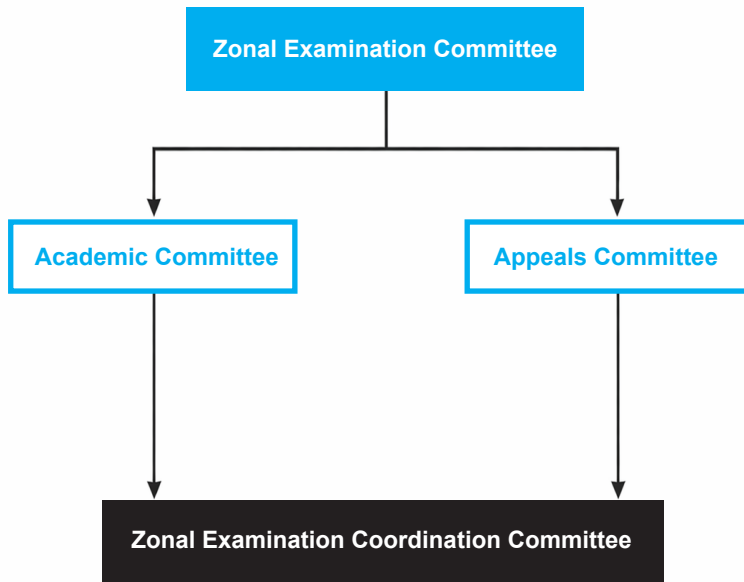 Zonal Examination Committee
Academic Committee
Appeals Committee
Zonal Examination Coordination Committee